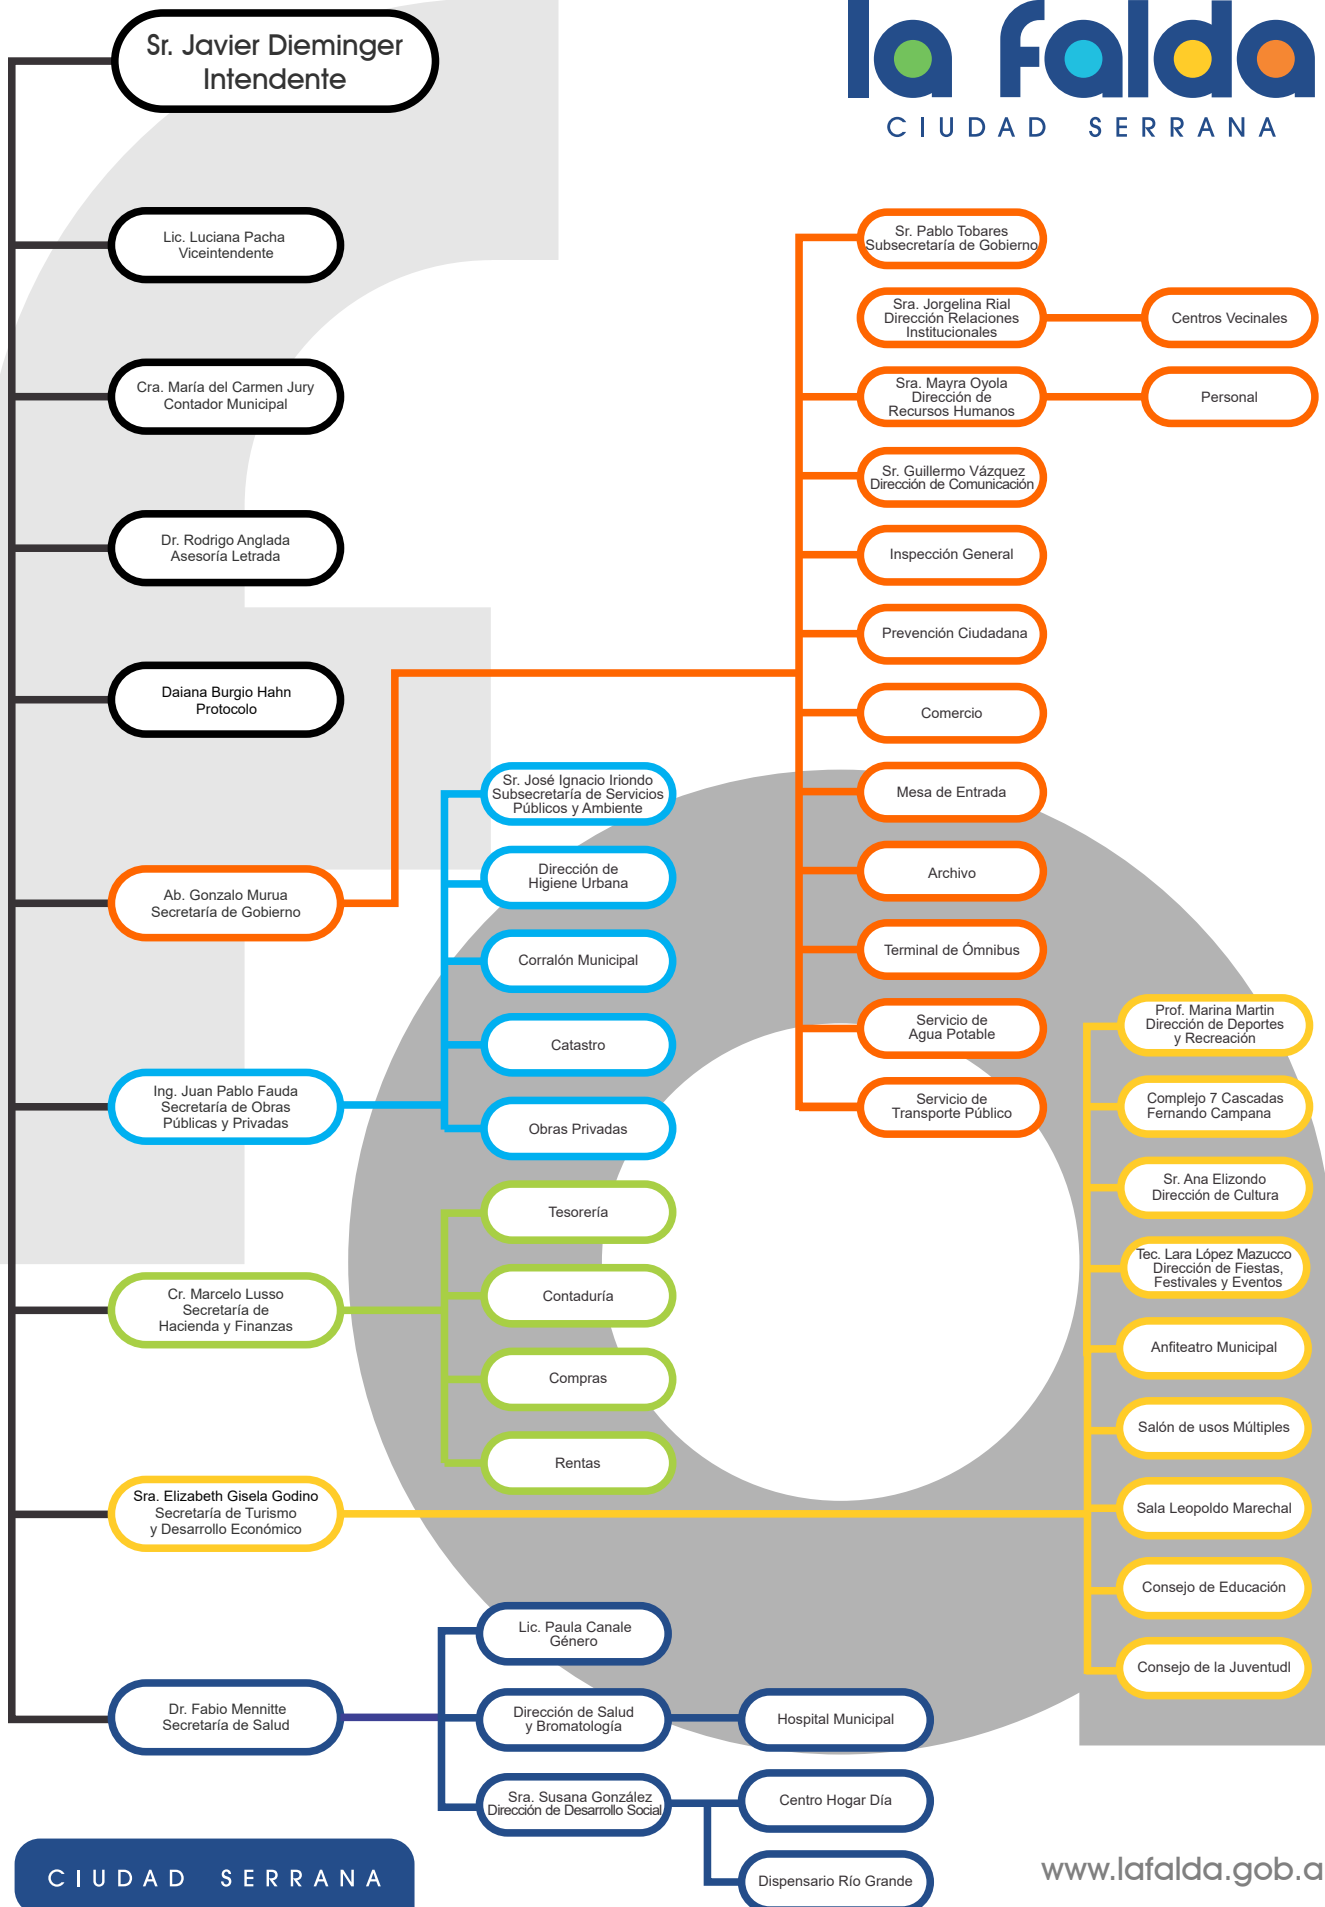 Sr. Javier Dieminger
Intendente
la falda
CIUDAD SERRANA
Lic. Luciana Pacha
Viceintendente
Cra. María del Carmen Jury
Contador Municipal
Dr. Rodrigo Anglada
Asesoría Letrada
Daiana Burgio Hahn
Protocolo
Ab. Gonzalo Murua
Secretaría de Gobierno
Sr. Pablo Tobares
Subsecretaría de Gobierno
Sra. Jorgelina Rial
Dirección Relaciones
Institucionales
Centros Vecinales
Sra. Mayra Oyola
Dirección de
Recursos Humanos
Personal
Sr. Guillermo Vázquez
Dirección de Comunicación
Inspección General
Prevención Ciudadana
Comercio
Mesa de Entrada
Archivo
Terminal de Ómnibus
Servicio de
Agua Potable
Servicio de
Transporte Público
Ing. Juan Pablo Fauda
Secretaría de Obras
Públicas y Privadas
Sr. José Ignacio Iriondo
Subsecretaría de Servicios
Públicos y Ambiente
Dirección de
Higiene Urbana
Corralón Municipal
Catastro
Obras Privadas
Cr. Marcelo Lusso
Secretaría de
Hacienda y Finanzas
Tesorería
Contaduría
Compras
Rentas
Sra. Elizabeth Gisela Godino
Secretaría de Turismo
y Desarrollo Económico
Prof. Marina Martin
Dirección de Deportes
y Recreación
Complejo 7 Cascadas
Fernando Campana
Sr. Ana Elizondo
Dirección de Cultura
Tec. Lara López Mazucco
Dirección de Fiestas,
Festivales y Eventos
Anfiteatro Municipal
Salón de usos Múltiples
Sala Leopoldo Marechal
Consejo de Educación
Consejo de la Juventudl
Dr. Fabio Mennitte
Secretaría de Salud
Lic. Paula Canale
Género
Dirección de Salud
y Bromatología
Hospital Municipal
Sra. Susana González
Dirección de Desarrollo Social
Centro Hogar Día
Dispensario Río Grande
CIUDAD SERRANA
www.lafalda.gob.a